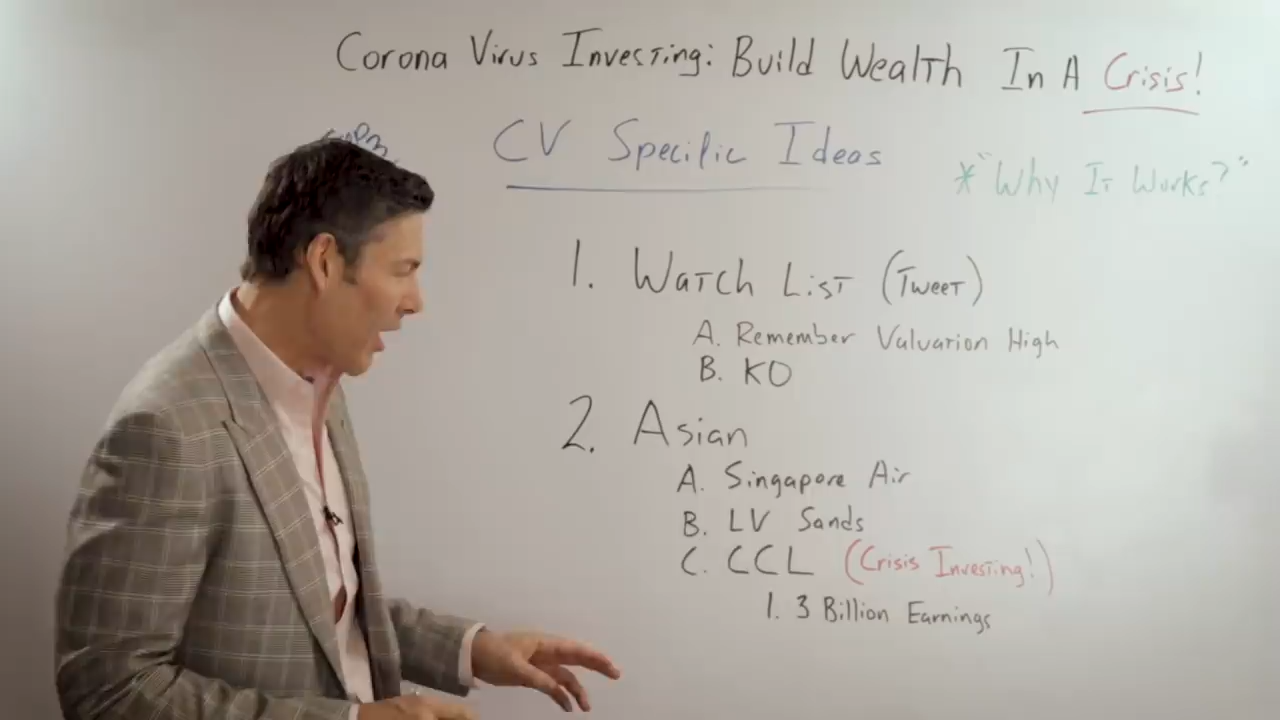 Corona Virus Investing: Build Wealth In A Crisis!
CV Specific Ideas
* "Why It Works?"
1. Watch List (Tweet)
A. Remember Valuation High
B. KO
2. Asian
A. Singapore Air
B. LV Sands
C. CCL (Crisis Investing!)
1. 3 Billion Earnings